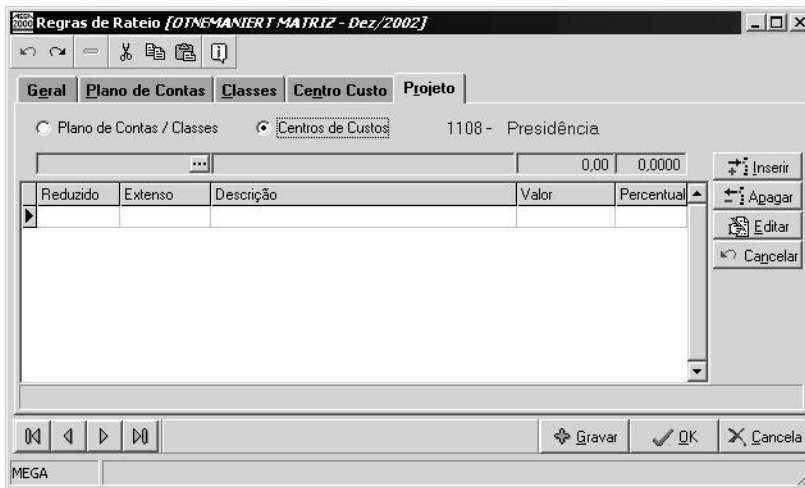 Regras de Rateio [OTNEMANIERT MATRIZ - Dez/2002]
Geral Plano de Contas Classes Centro Custo Projeto
Plano de Contas / Classes Centros de Custos 1108 - Presidência
... 0,00 0,0000 Inserir
Reduzido Extenso Descrição Valor Percentual Apagar
Editar
Cancelar
Gravar OK Cancela
MEGA